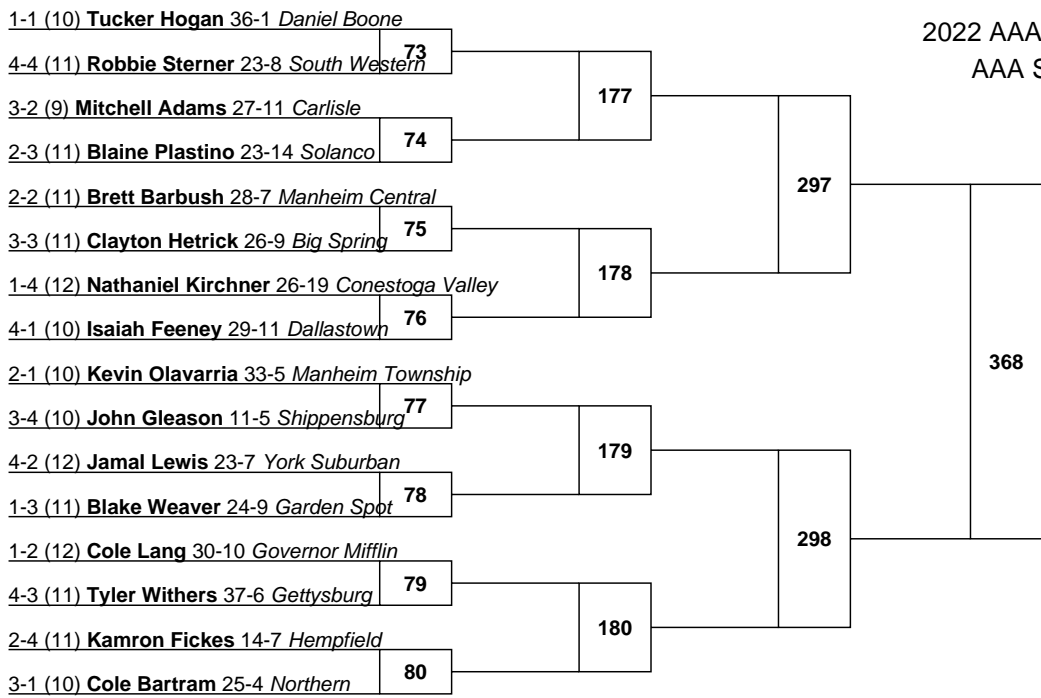 1-1 (10) Tucker Hogan 36-1 Daniel Boone
2022 AAA
73
4-4 (11) Robbie Sterner 23-8 South Western
AAA S
177
3-2 (9) Mitchell Adams 27-11 Carlisle
74
2-3 (11) Blaine Plastino 23-14 Solanco
297
2-2 (11) Brett Barbush 28-7 Manheim Central
75
3-3 (11) Clayton Hetrick 26-9 Big Spring
178
1-4 (12) Nathaniel Kirchner 26-19 Conestoga Valley
76
4-1 (10) Isaiah Feeney 29-11 Dallastown
368
2-1 (10) Kevin Olavarria 33-5 Manheim Township
77
3-4 (10) John Gleason 11-5 Shippensburg
179
4-2 (12) Jamal Lewis 23-7 York Suburban
78
1-3 (11) Blake Weaver 24-9 Garden Spot
298
1-2 (12) Cole Lang 30-10 Governor Mifflin
79
4-3 (11) Tyler Withers 37-6 Gettysburg
180
2-4 (11) Kamron Fickes 14-7 Hempfield
80
3-1 (10) Cole Bartram 25-4 Northern